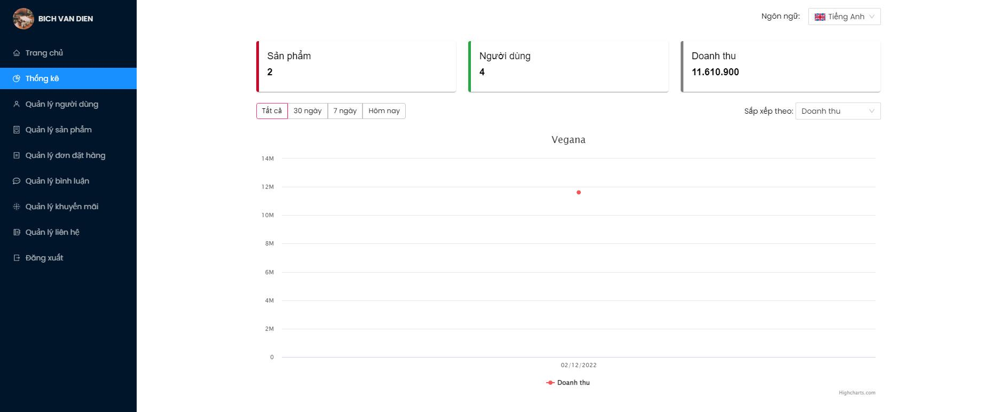 BICH VAN DIEN
Trang chủ
Thống kê
Quản lý người dùng
Quản lý sản phẩm
Quản lý đơn đặt hàng
Quản lý bình luận
Quản lý khuyến mãi
Quản lý liên hệ
Đăng xuất
Ngôn ngữ: Tiếng Anh
Sản phẩm
2
Người dùng
4
Doanh thu
11.610.900
Tất cả 30 ngày 7 ngày Hôm nay
Sắp xếp theo: Doanh thu
Vegana
14M
12M
10M
8M
6M
4M
2M
0
02/12/2022
Doanh thu
Highcharts.com